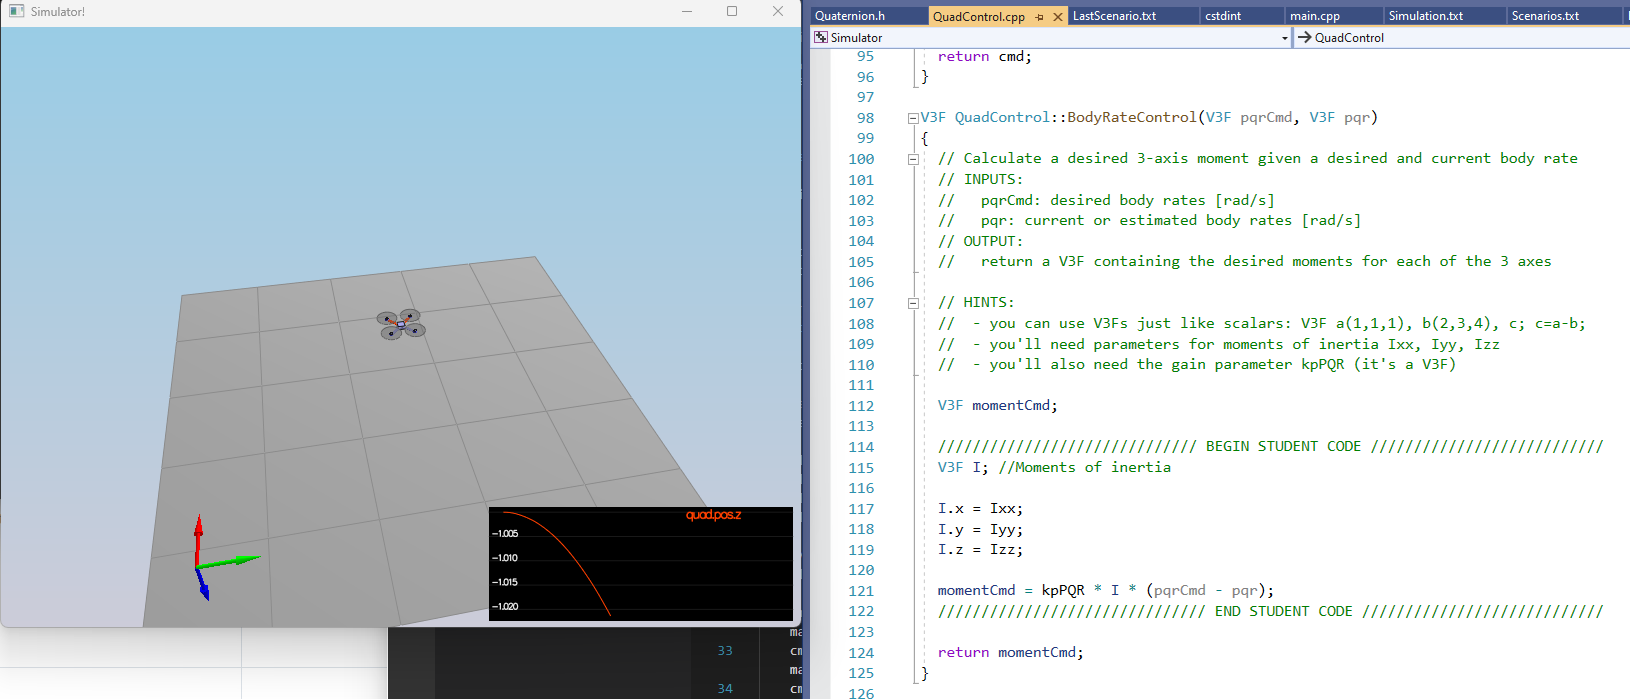 Simulator!
quad.pos.z
-1.005
-1.010
-1.015
-1.020
33
34
Quaternion.h QuadControl.cpp LastScenario.txt cstdint main.cpp Simulation.txt Scenarios.txt
Simulator QuadControl
95 return cmd;
96 }
97
98 V3F QuadControl::BodyRateControl(V3F pqrCmd, V3F pqr)
99 {
100 // Calculate a desired 3-axis moment given a desired and current body rate
101 // INPUTS:
102 // pqrCmd: desired body rates [rad/s]
103 // pqr: current or estimated body rates [rad/s]
104 // OUTPUT:
105 // return a V3F containing the desired moments for each of the 3 axes
106
107 // HINTS:
108 // - you can use V3Fs just like scalars: V3F a(1,1,1), b(2,3,4), c; c=a-b;
109 // - you'll need parameters for moments of inertia Ixx, Iyy, Izz
110 // - you'll also need the gain parameter kpPQR (it's a V3F)
111
112 V3F momentCmd;
113
114 ////////////////////////////// BEGIN STUDENT CODE ///////////////////////////
115 V3F I; //Moments of inertia
116
117 I.x = Ixx;
118 I.y = Iyy;
119 I.z = Izz;
120
121 momentCmd = kpPQR * I * (pqrCmd - pqr);
122 /////////////////////////////// END STUDENT CODE ////////////////////////////
123
124 return momentCmd;
125 }
126